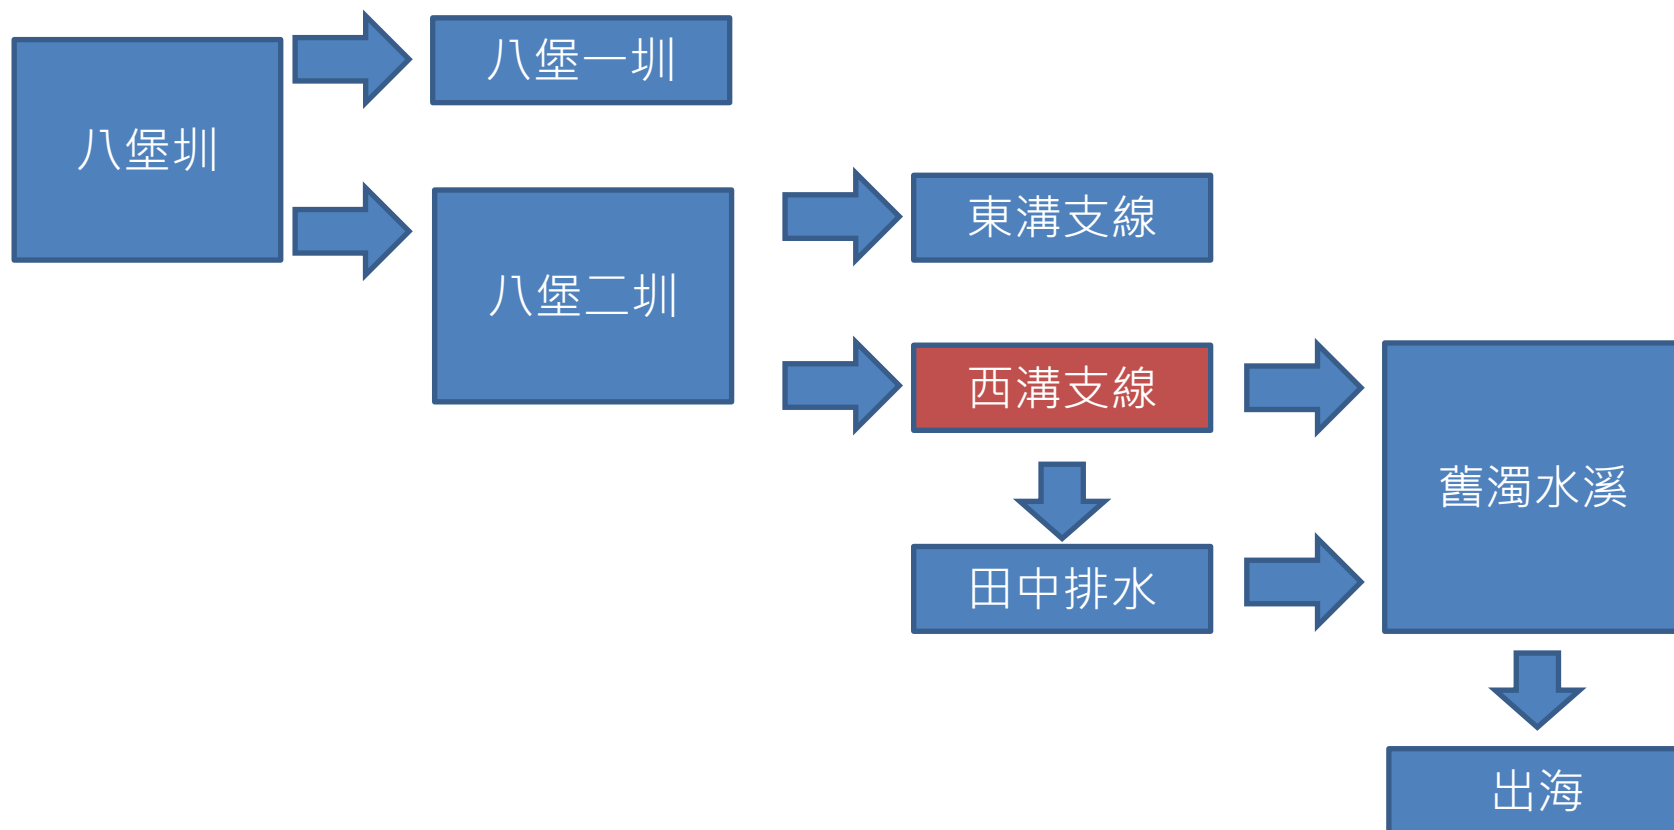 八堡圳
八堡一圳
八堡二圳
東溝支線
西溝支線
田中排水
舊濁水溪
出海